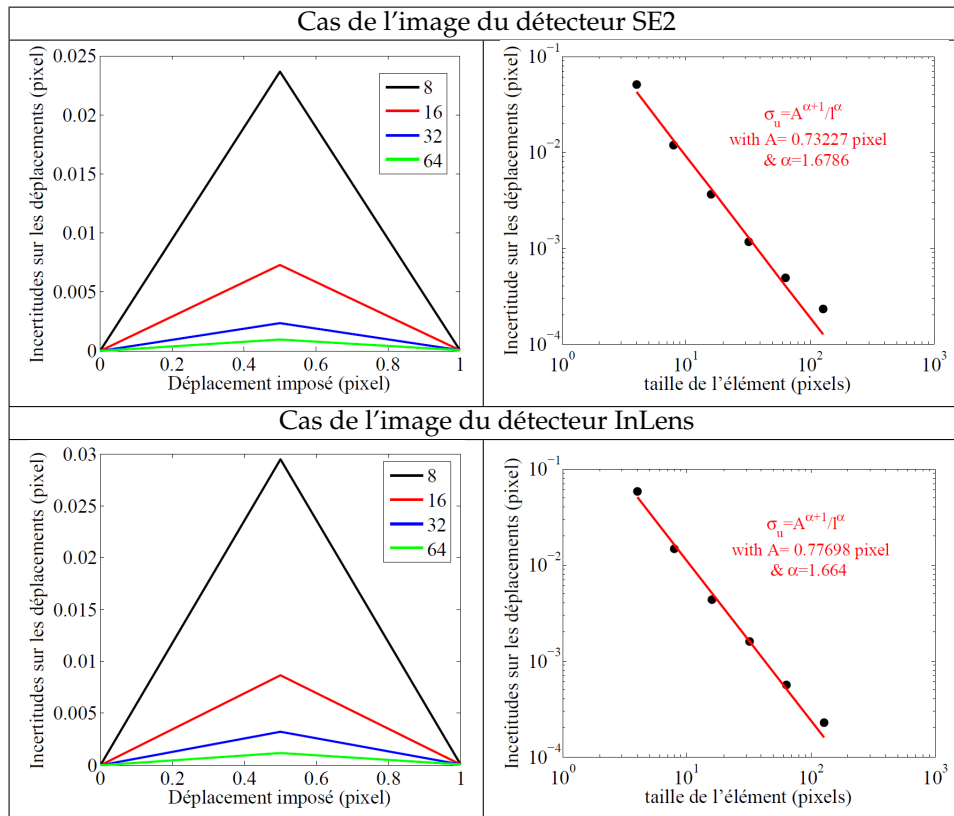 Cas de l'image du détecteur SE2
Incertitudes sur les déplacements (pixel)
0.025
0.02
0.015
0.01
0.005
0
0 0.2 0.4 0.6 0.8 1
Déplacement imposé (pixel)
8
16
32
64
Incertitude sur les déplacements (pixel)
10^-1
10^-2
10^-3
10^-4
10^0 10^1 10^2 10^3
taille de l'élément (pixels)
σ_u=A^{α+1}/l^α
with A= 0.73227 pixel
& α=1.6786
Cas de l'image du détecteur InLens
Incertitudes sur les déplacements (pixel)
0.03
0.025
0.02
0.015
0.01
0.005
0
0 0.2 0.4 0.6 0.8 1
Déplacement imposé (pixel)
8
16
32
64
Incetitudes sur les déplacements (pixel)
10^-1
10^-2
10^-3
10^-4
10^0 10^1 10^2 10^3
taille de l'élément (pixels)
σ_u=A^{α+1}/l^α
with A= 0.77698 pixel
& α=1.664